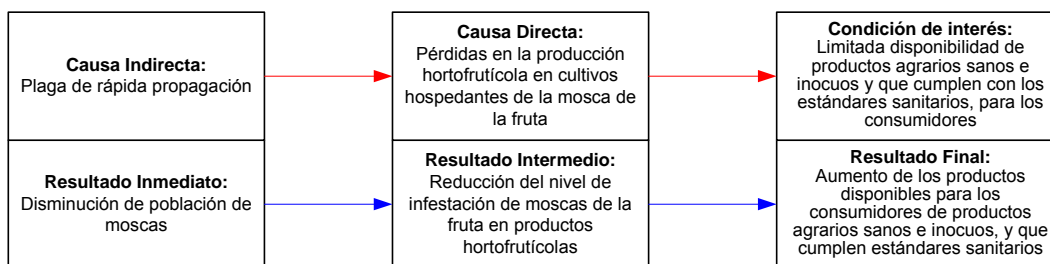 Causa Indirecta:
Plaga de rápida propagación
Causa Directa:
Pérdidas en la producción
hortofrutícola en cultivos
hospedantes de la mosca de
la fruta
Condición de interés:
Limitada disponibilidad de
productos agrarios sanos e
inocuos y que cumplen con los
estándares sanitarios, para los
consumidores
Resultado Inmediato:
Disminución de población de
moscas
Resultado Intermedio:
Reducción del nivel de
infestación de moscas de la
fruta en productos
hortofrutícolas
Resultado Final:
Aumento de los productos
disponibles para los
consumidores de productos
agrarios sanos e inocuos, y que
cumplen estándares sanitarios